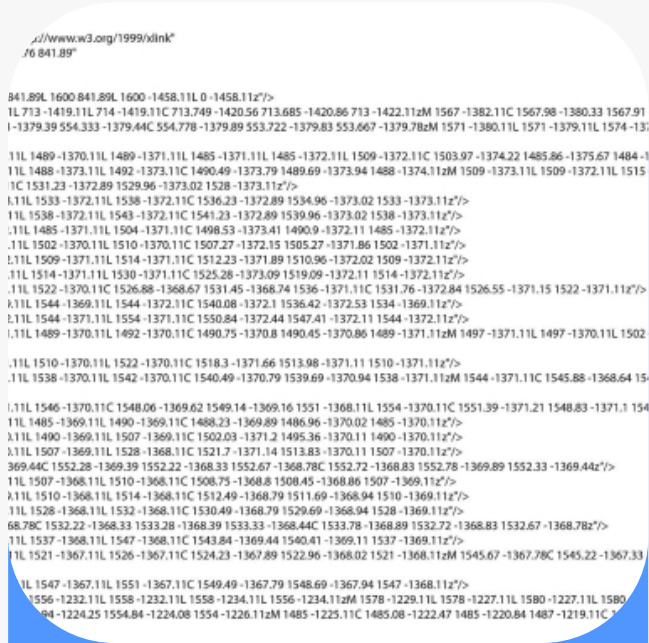 ://www.w3.org/1999/xlink"
76 841.89"
841.89L 1600 841.89L 1600 -1458.11L 0 -1458.11z"/>
1L 713 -1419.11L 714 -1419.11C 713.749 -1420.56 713.685 -1420.86 713 -1422.11zM 1567 -1382.11C 1567.98 -1380.33 1567.91
-1379.39 554.333 -1379.44C 554.778 -1379.89 553.722 -1379.83 553.667 -1379.78zM 1571 -1380.11L 1571 -1379.11L 1574 -137
.11L 1489 -1370.11L 1489 -1371.11L 1485 -1371.11L 1485 -1372.11L 1509 -1372.11C 1503.97 -1374.22 1485.86 -1375.67 1484 -1
11L 1488 -1373.11L 1492 -1373.11C 1490.49 -1373.79 1489.69 -1373.94 1488 -1374.11zM 1509 -1373.11L 1509 -1372.11L 1515
1C 1531.23 -1372.89 1529.96 -1373.02 1528 -1373.11z"/>
.11L 1533 -1372.11L 1538 -1372.11C 1536.23 -1372.89 1534.96 -1373.02 1533 -1373.11z"/>
11L 1538 -1372.11L 1543 -1372.11C 1541.23 -1372.89 1539.96 -1373.02 1538 -1373.11z"/>
.11L 1485 -1371.11L 1504 -1371.11C 1498.53 -1373.41 1490.9 -1372.11 1485 -1372.11z"/>
.11L 1502 -1370.11L 1510 -1370.11C 1507.27 -1372.15 1505.27 -1371.86 1502 -1371.11z"/>
.11L 1509 -1371.11L 1514 -1371.11C 1512.23 -1371.89 1510.96 -1372.02 1509 -1372.11z"/>
11L 1514 -1371.11L 1530 -1371.11C 1525.28 -1373.09 1519.09 -1372.11 1514 -1372.11z"/>
.11L 1522 -1370.11C 1526.88 -1368.67 1531.45 -1368.74 1536 -1371.11C 1531.76 -1372.84 1526.55 -1371.15 1522 -1371.11z"/>
.11L 1544 -1369.11L 1544 -1372.11C 1540.08 -1372.1 1536.42 -1372.53 1534 -1369.11z"/>
.11L 1544 -1371.11L 1554 -1371.11C 1550.84 -1372.44 1547.41 -1372.11 1544 -1372.11z"/>
.11L 1489 -1370.11L 1492 -1370.11C 1490.75 -1370.8 1490.45 -1370.86 1489 -1371.11zM 1497 -1371.11L 1497 -1370.11L 1502
.11L 1510 -1370.11L 1522 -1370.11C 1518.3 -1371.66 1513.98 -1371.11 1510 -1371.11z"/>
.11L 1538 -1370.11L 1542 -1370.11C 1540.49 -1370.79 1539.69 -1370.94 1538 -1371.11zM 1544 -1371.11C 1545.88 -1368.64 154
.11L 1546 -1370.11C 1548.06 -1369.62 1549.14 -1369.16 1551 -1368.11L 1554 -1370.11C 1551.39 -1371.21 1548.83 -1371.1 154
11L 1485 -1369.11L 1490 -1369.11C 1488.23 -1369.89 1486.96 -1370.02 1485 -1370.11z"/>
.11L 1490 -1369.11L 1507 -1369.11C 1502.03 -1371.2 1495.36 -1370.11 1490 -1370.11z"/>
.11L 1507 -1369.11L 1528 -1368.11C 1521.7 -1371.14 1513.83 -1370.11 1507 -1370.11z"/>
369.44C 1552.28 -1369.39 1552.22 -1368.33 1552.67 -1368.78C 1552.72 -1368.83 1552.78 -1369.89 1552.33 -1369.44z"/>
11L 1507 -1368.11L 1510 -1368.11C 1508.75 -1368.8 1508.45 -1368.86 1507 -1369.11z"/>
.11L 1510 -1368.11L 1514 -1368.11C 1512.49 -1368.79 1511.69 -1368.94 1510 -1369.11z"/>
11L 1528 -1368.11L 1532 -1368.11C 1530.49 -1368.79 1529.69 -1368.94 1528 -1369.11z"/>
68.78C 1532.22 -1368.33 1533.28 -1368.39 1533.33 -1368.44C 1533.78 -1368.89 1532.72 -1368.83 1532.67 -1368.78z"/>
11L 1537 -1368.11L 1547 -1368.11C 1543.84 -1369.44 1540.41 -1369.11 1537 -1369.11z"/>
11L 1521 -1367.11L 1526 -1367.11C 1524.23 -1367.89 1522.96 -1368.02 1521 -1368.11zM 1545.67 -1367.78C 1545.22 -1367.33
1L 1547 -1367.11L 1551 -1367.11C 1549.49 -1367.79 1548.69 -1367.94 1547 -1368.11z"/>
1556 -1232.11L 1558 -1232.11L 1558 -1234.11L 1556 -1234.11zM 1578 -1229.11L 1578 -1227.11L 1580 -1227.11L 1580
94 -1224.25 1554.84 -1224.08 1554 -1226.11zM 1485 -1225.11C 1485.08 -1222.47 1485 -1220.84 1487 -1219.11C